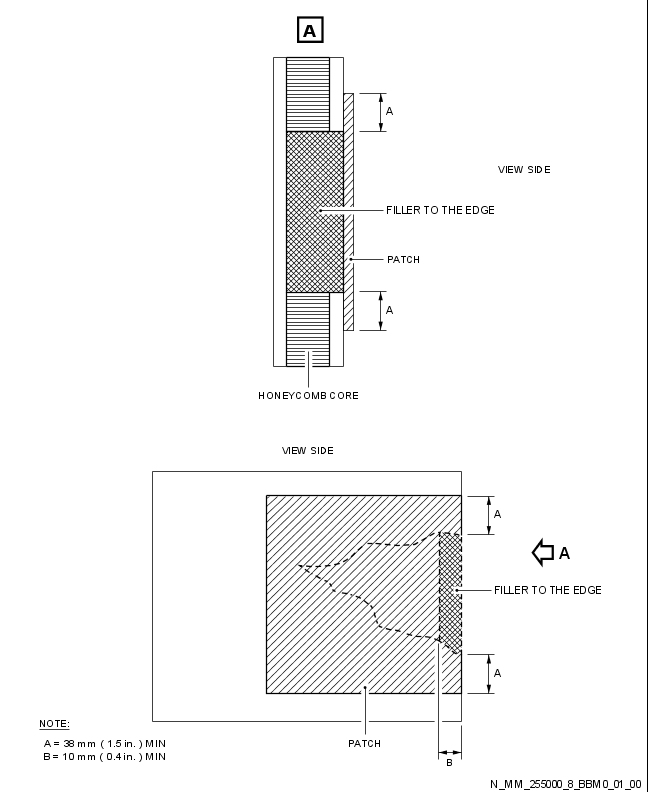 A
A
VIEW SIDE
FILLER TO THE EDGE
PATCH
A
HONEYCOMB CORE
VIEW SIDE
A
A
FILLER TO THE EDGE
A
NOTE:
A = 38 mm ( 1.5 in. ) MIN
B = 10 mm ( 0.4 in. ) MIN
PATCH
B
N_MM_255000_8_BBM0_01_00